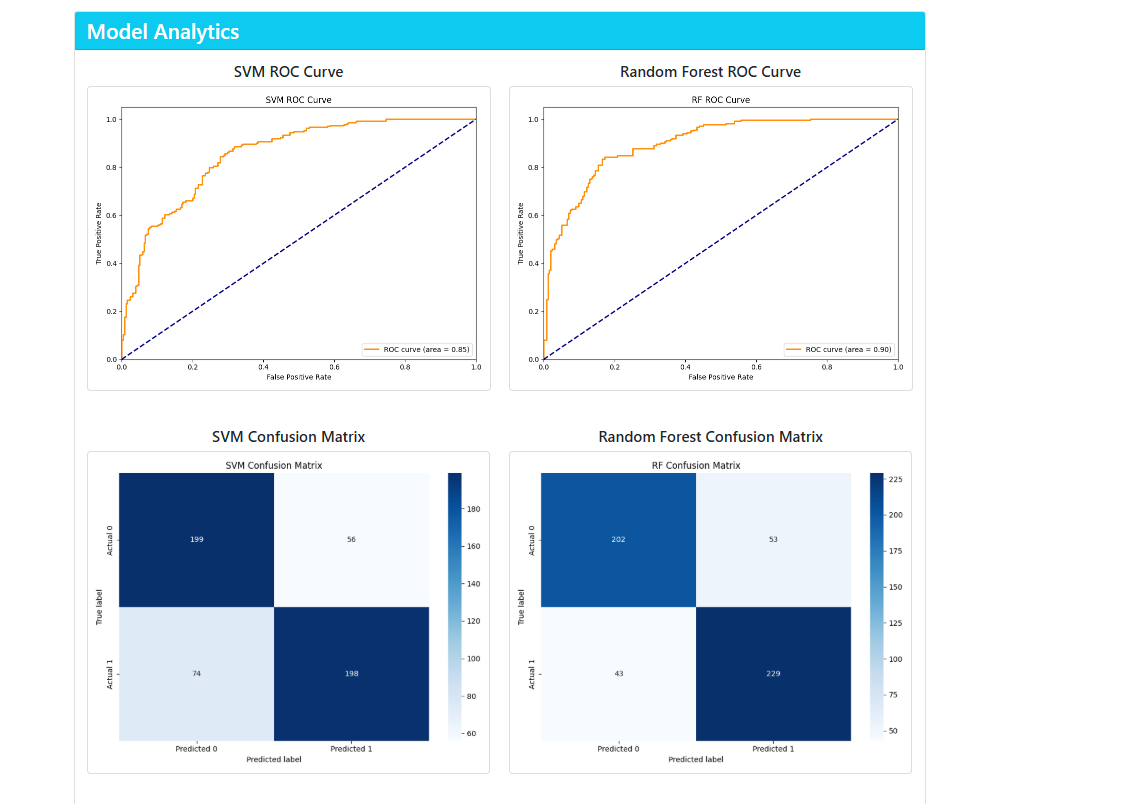 Model Analytics
SVM ROC Curve
Random Forest ROC Curve
SVM ROC Curve
1.0
0.8
0.6
0.4
0.2
0.0
True Positive Rate
ROC curve (area = 0.85)
0.0 0.2 0.4 0.6 0.8 1.0
False Positive Rate
RF ROC Curve
1.0
0.8
0.6
0.4
0.2
0.0
True Positive Rate
ROC curve (area = 0.90)
0.0 0.2 0.4 0.6 0.8 1.0
False Positive Rate
SVM Confusion Matrix
Random Forest Confusion Matrix
SVM Confusion Matrix
Actual 0
199 56
True label
Actual 1
74 198
Predicted 0 Predicted 1
Predicted label
180
160
140
120
100
80
60
RF Confusion Matrix
Actual 0
202 53
True label
Actual 1
43 229
Predicted 0 Predicted 1
Predicted label
225
200
175
150
125
100
75
50